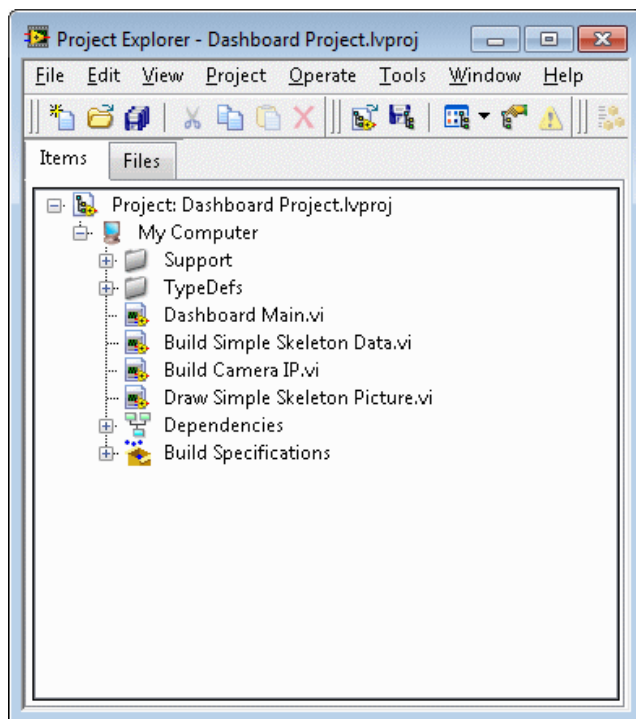 Project Explorer - Dashboard Project.lvproj
File Edit View Project Operate Tools Window Help
Items Files
Project: Dashboard Project.lvproj
My Computer
Support
TypeDefs
Dashboard Main.vi
Build Simple Skeleton Data.vi
Build Camera IP.vi
Draw Simple Skeleton Picture.vi
Dependencies
Build Specifications